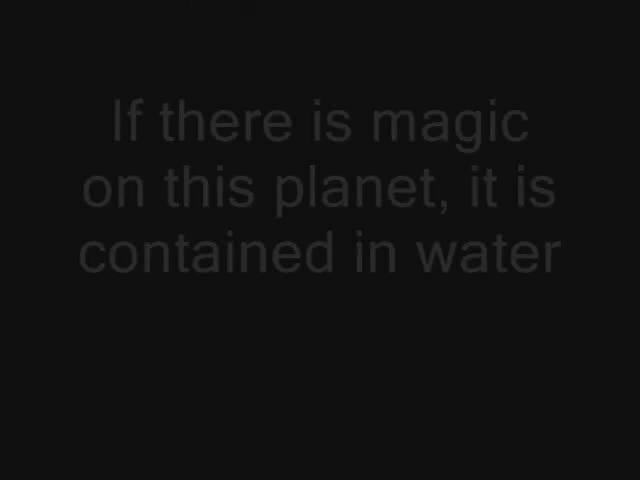 If there is magic
on this planet, it is
contained in water